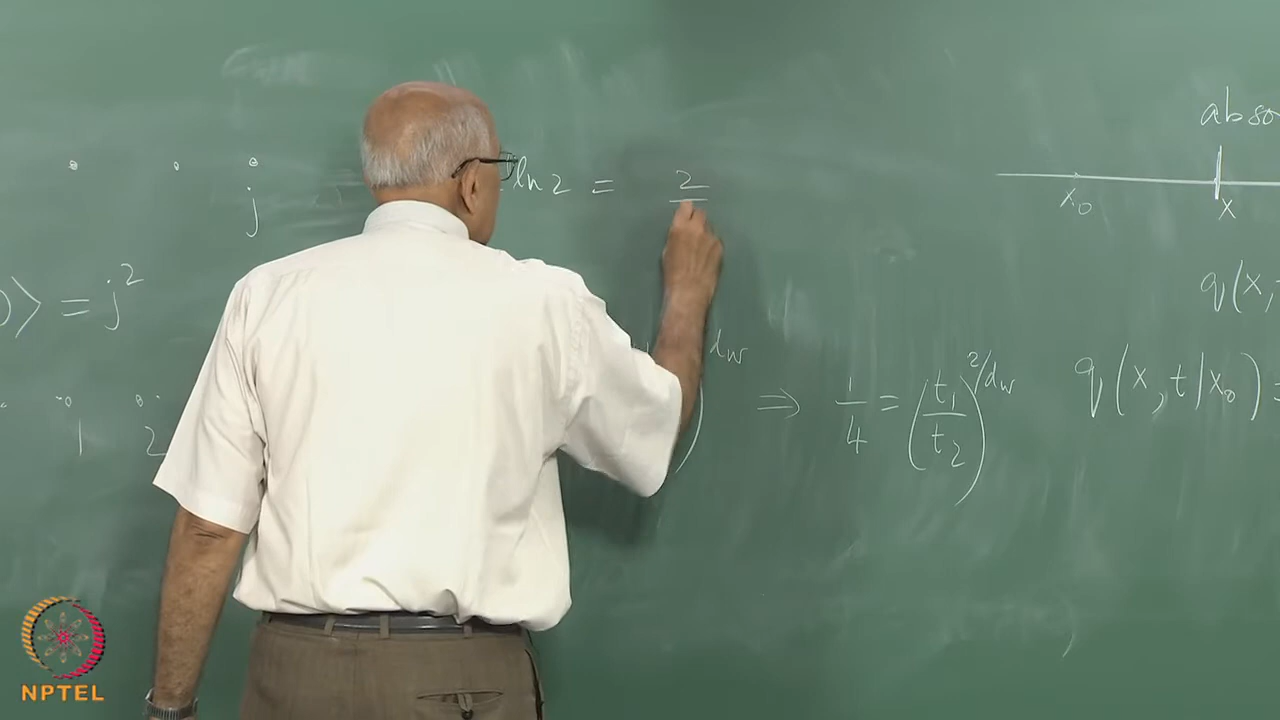 abso
j
ln 2 = 2
x₀ x
⟩ = j²
q(x,
d_w
⇒ 1/4 = (t₁/t₂)^(2/d_w)
q(x, t | x₀) =
1 2
NPTEL